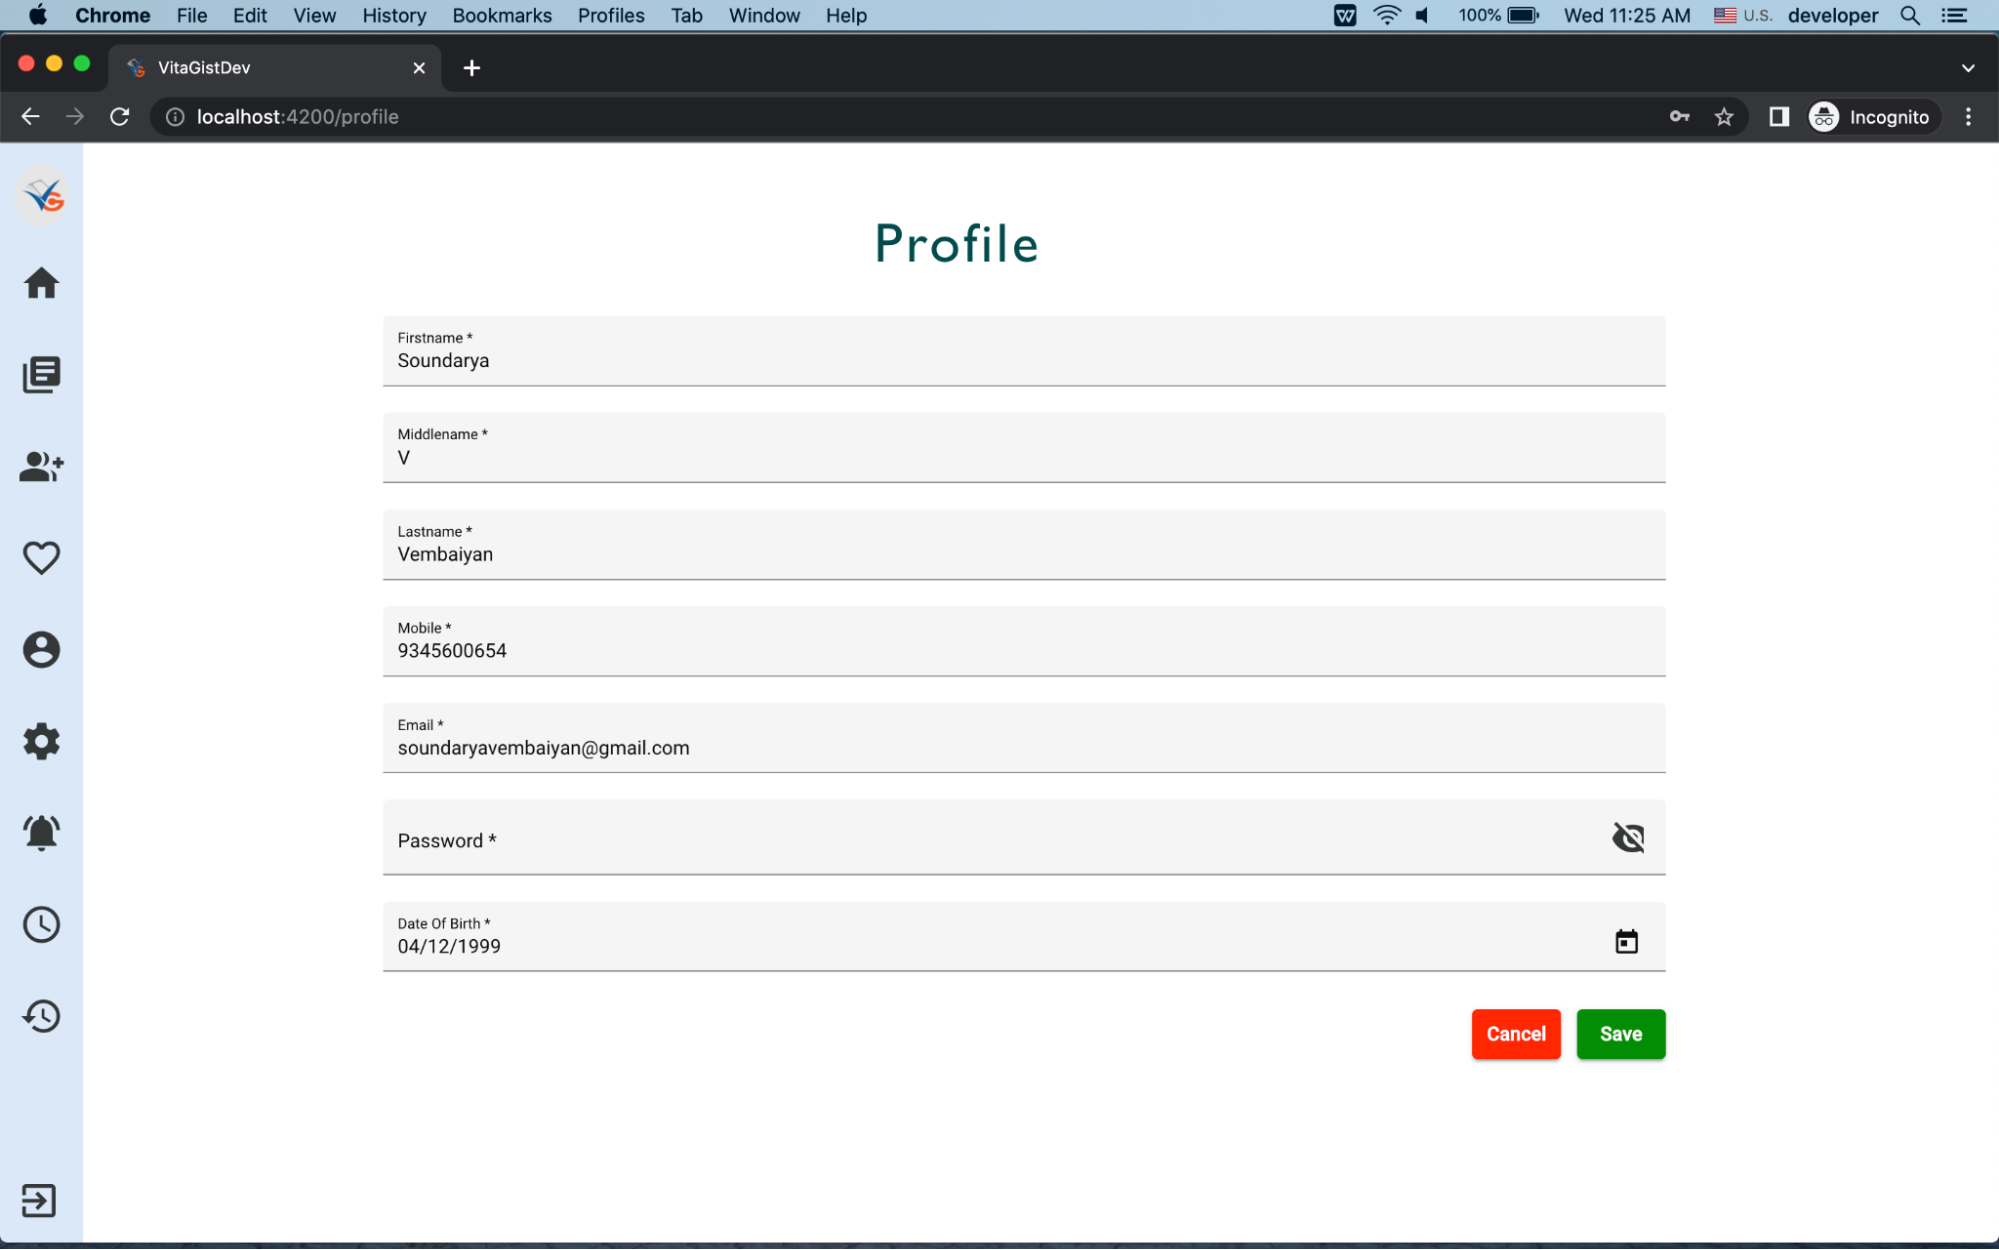 Chrome File Edit View History Bookmarks Profiles Tab Window Help 100% Wed 11:25 AM U.S. developer
VitaGistDev
localhost:4200/profile Incognito
Profile
Firstname *
Soundarya
Middlename *
V
Lastname *
Vembaiyan
Mobile *
9345600654
Email *
soundaryavembaiyan@gmail.com
Password *
Date Of Birth *
04/12/1999
Cancel Save